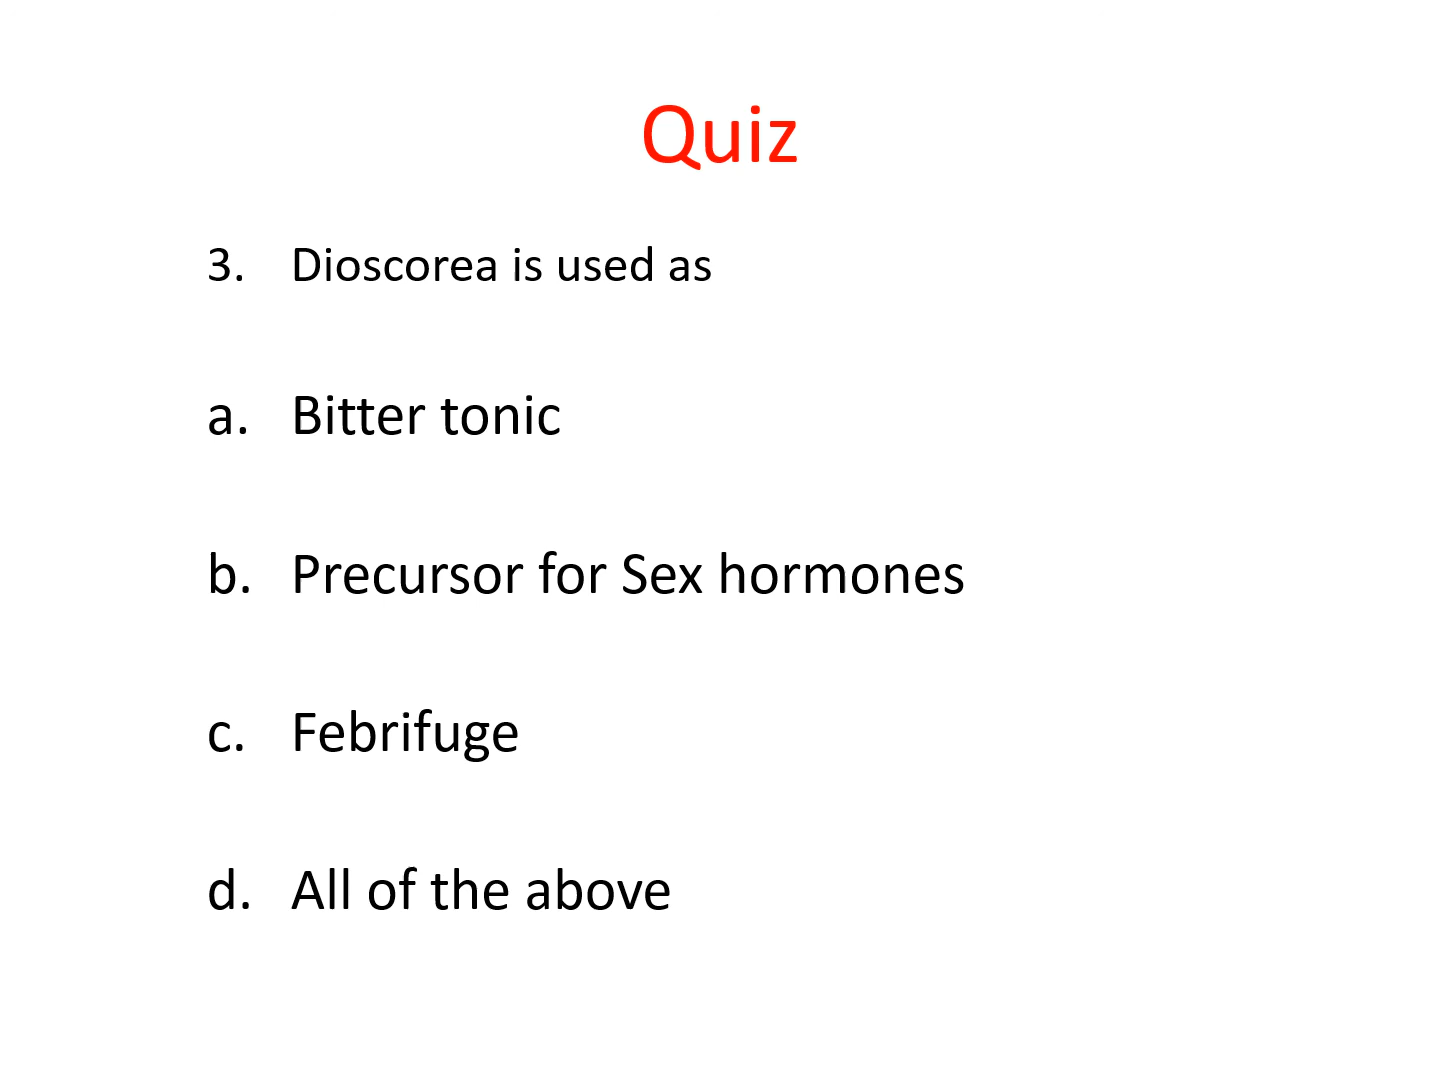 Quiz
3. Dioscorea is used as
a. Bitter tonic
b. Precursor for Sex hormones
c. Febrifuge
d. All of the above